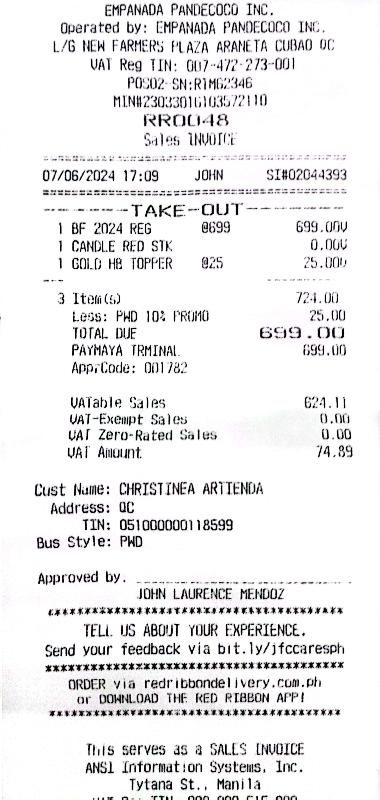 EMPANADA PANDECOCO INC.
Operated by: EMPANADA PANDECOCO INC.
L/G NEW FARMERS PLAZA ARANETA CUBAO QC
VAT Reg TIN: 007-472-273-001
POS02-SN:R1MG2346
MIN#23033016103572110
RR0048
Sales INVOICE
07/06/2024 17:09 JOHN SI#02044393
TAKE-OUT
1 BF 2024 REG @699 699.00V
1 CANDLE RED STK 0.00V
1 GOLD HB TOPPER @25 25.00V
3 Item(s) 724.00
Less: PWD 10% PROMO 25.00
TOTAL DUE 699.00
PAYMAYA TRMINAL 699.00
ApprCode: 001782
VATable Sales 624.11
VAT-Exempt Sales 0.00
VAT Zero-Rated Sales 0.00
VAT Amount 74.89
Cust Name: CHRISTINEA ARTIENDA
Address: QC
TIN: 051000000118599
Bus Style: PWD
Approved by.
JOHN LAURENCE MENDOZ
TELL US ABOUT YOUR EXPERIENCE.
Send your feedback via bit.ly/jfccaresph
ORDER via redribbondelivery.com.ph
or DOWNLOAD THE RED RIBBON APP!
This serves as a SALES INVOICE
ANSI Information Systems, Inc.
Tytana St., Manila